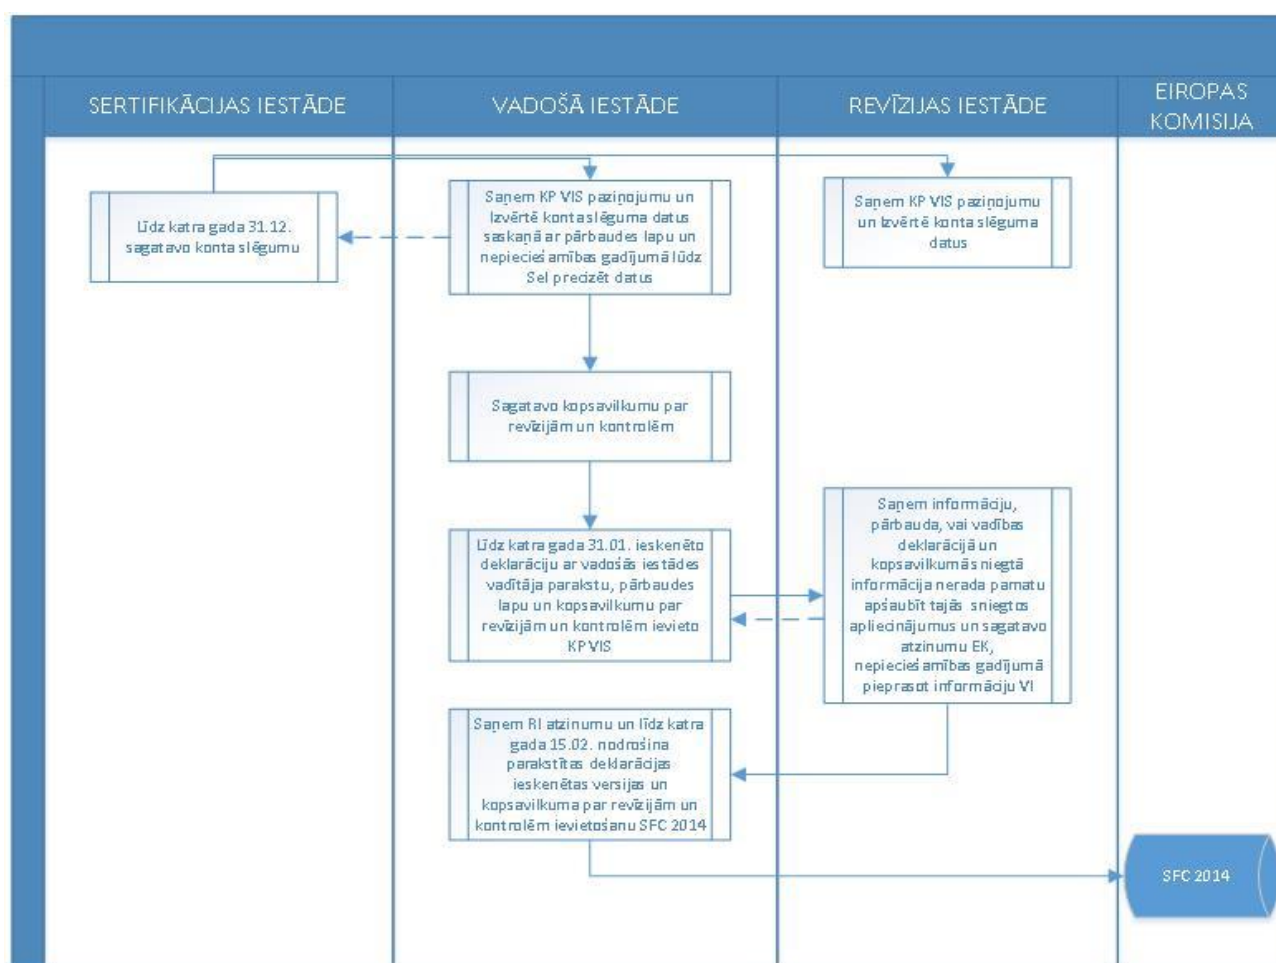 SERTIFIKĀCIJAS IESTĀDE
VADOŠĀ IESTĀDE
REVĪZIJAS IESTĀDE
EIROPAS
KOMISIJA
Līdz katra gada 31.12.
sagatavo konta slēgumu
Saņem KP VIS paziņojumu un
Izvērtē konta slēguma datus
saskaņā ar pārbaudes lapu un
nepieciešamības gadījumā lūdz
SeI precizēt datus
Saņem KP VIS paziņojumu
un Izvērtē konta slēguma
datus
Sagatavo kopsavilkumu par
revīzijām un kontrolēm
Līdz katra gada 31.01. ieskenēto
deklarāciju ar vadošās iestādes
vadītāja parakstu, pārbaudes
lapu un kopsavilkumu par
revīzijām un kontrolēm ievieto
KP VIS
Saņem informāciju,
pārbauda, vai vadības
deklarācijā un
kopsavilkumās niegtā
informācija nerada pamatu
apšaubīt tajās sniegtos
apliecinājumus un sagatavo
atzinumu EK,
nepieciešamības gadījumā
pieprasot informāciju VI
Saņem RI atzinumu un līdz katra
gada 15.02. nodrošina
parakstītas deklarācijas
ieskenētas versijas un
kopsavilkuma par revīzijām un
kontrolēm ievietošanu SFC 2014
SFC 2014